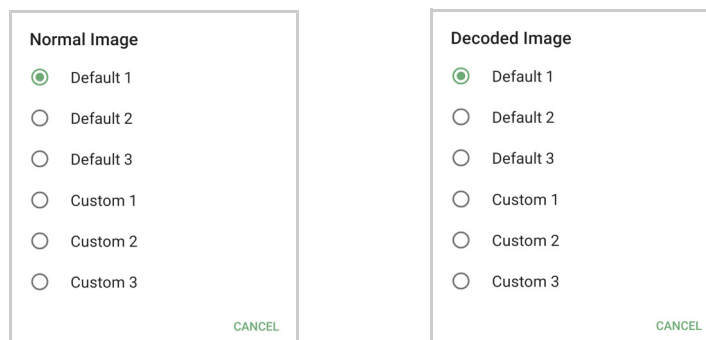 Normal Image
Default 1
Default 2
Default 3
Custom 1
Custom 2
Custom 3
CANCEL
Decoded Image
Default 1
Default 2
Default 3
Custom 1
Custom 2
Custom 3
CANCEL